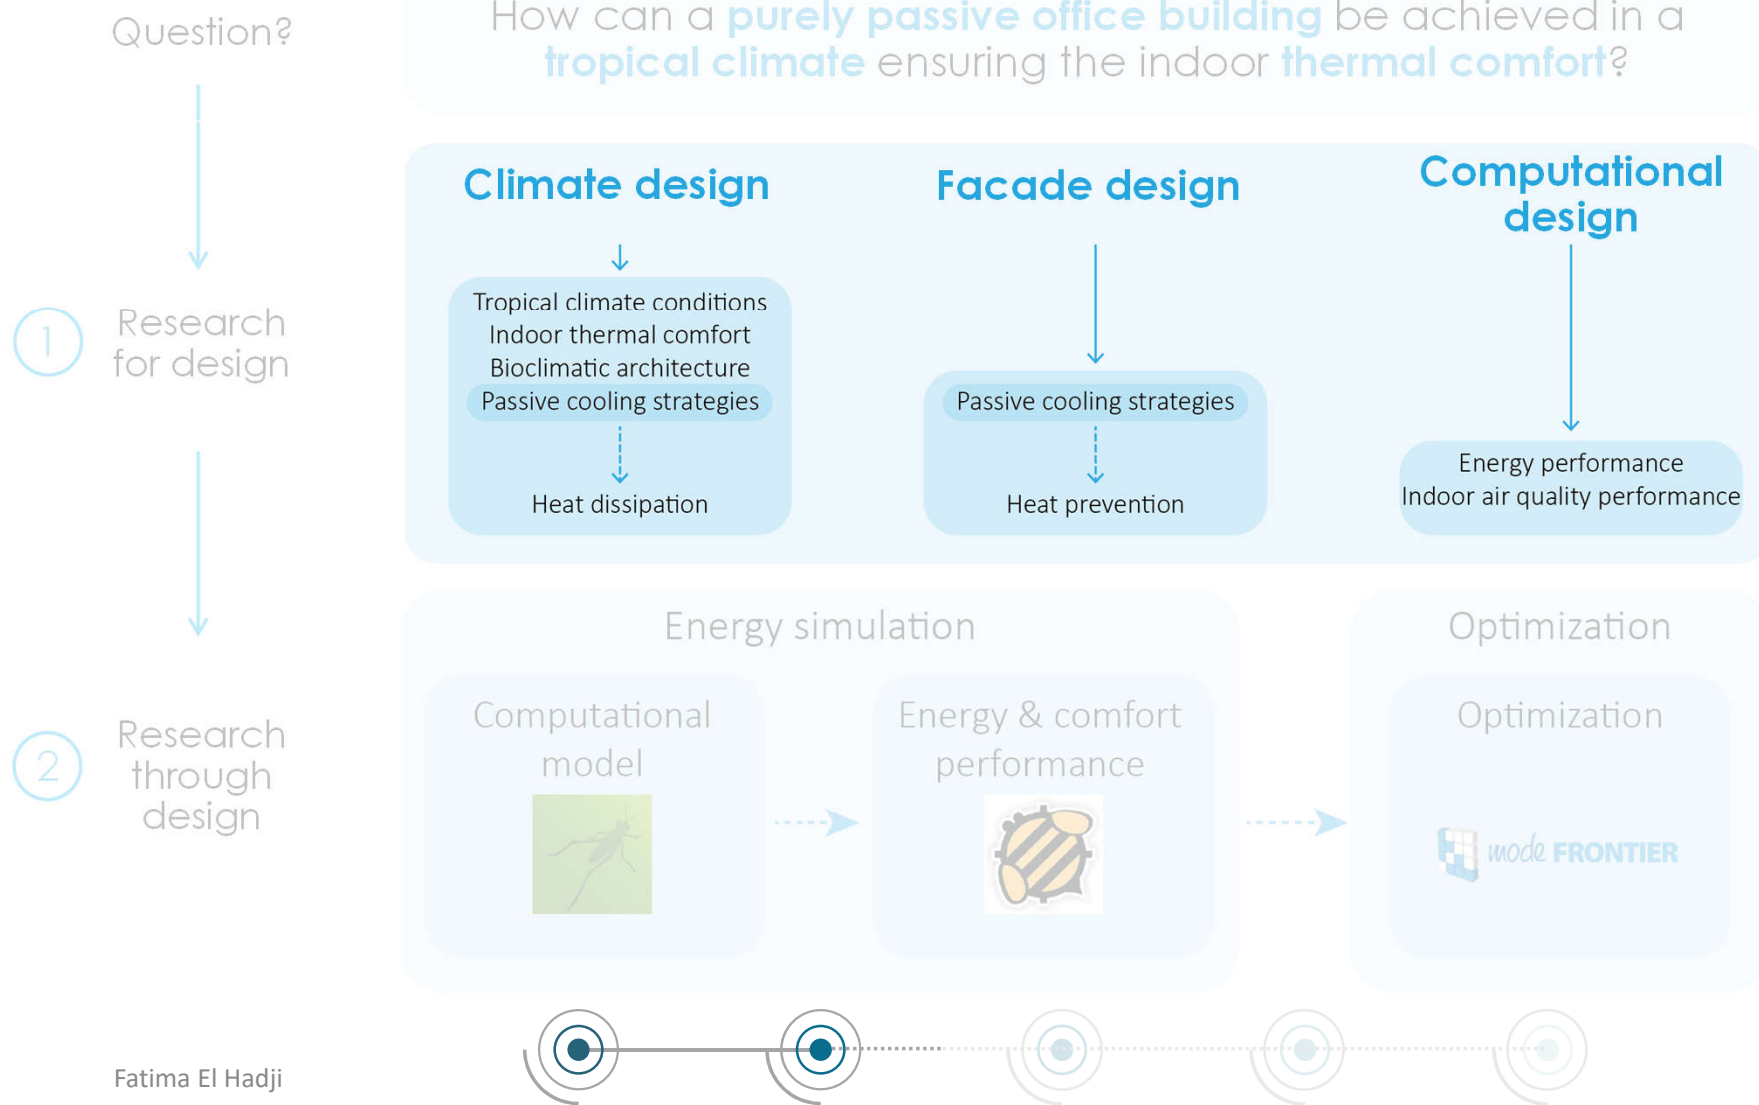 Question?
How can a purely passive office building be achieved in a
tropical climate ensuring the indoor thermal comfort?
Climate design
Facade design
Computational
design
Tropical climate conditions
Indoor thermal comfort
Bioclimatic architecture
Passive cooling strategies
Heat dissipation
Passive cooling strategies
Heat prevention
Energy performance
Indoor air quality performance
1
Research
for design
Energy simulation
Optimization
Computational
model
Energy & comfort
performance
Optimization
mode FRONTIER
2
Research
through
design
Fatima El Hadji